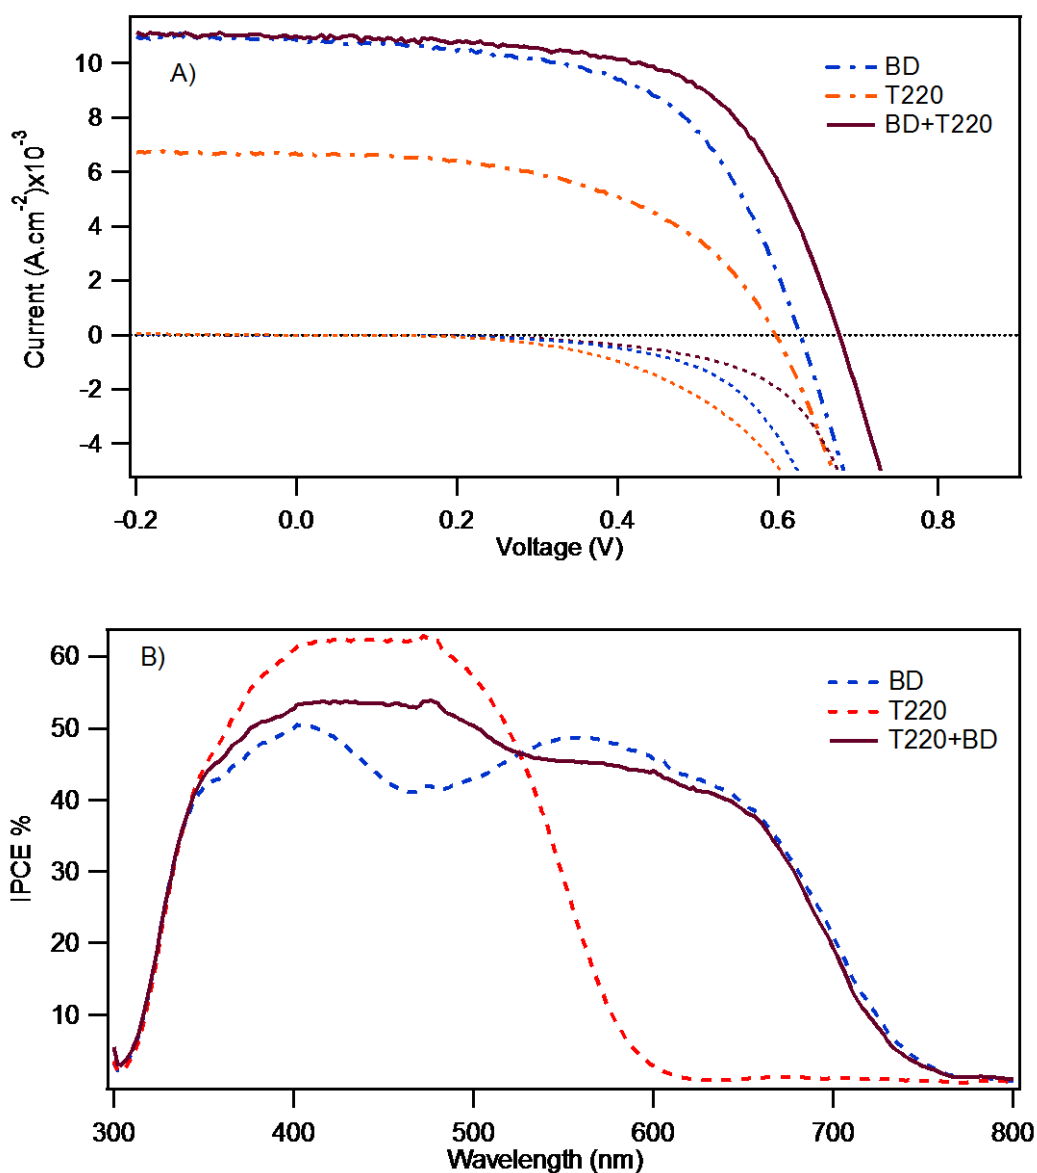 A)
BD
T220
BD+T220
10
8
6
4
2
0
-2
-4
Current (A.cm⁻²)x10⁻³
-0.2
0.0
0.2
0.4
0.6
0.8
Voltage (V)
B)
BD
T220
T220+BD
60
50
40
30
20
10
IPCE %
300
400
500
600
700
800
Wavelength (nm)